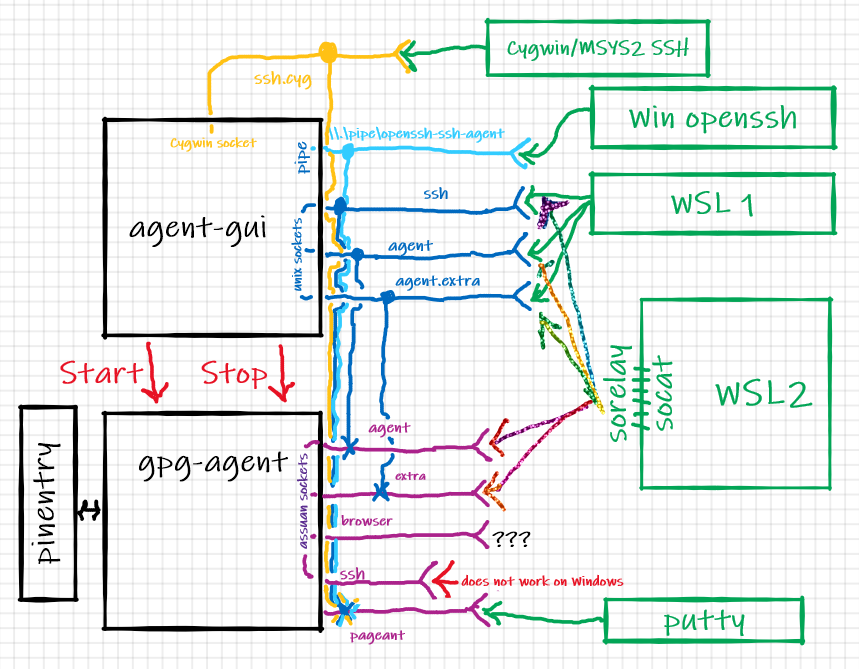 Cygwin/MSYS2 SSH
ssh.cyg
Win openssh
Cygwin socket
\\.\pipe\openssh-ssh-agent
pipe
ssh
WSL 1
agent-gui
unix sockets
agent
agent.extra
Start
Stop
sorelay
socat
WSL2
pinentry
gpg-agent
assuan sockets
agent
extra
browser
???
ssh
does not work on Windows
pageant
putty